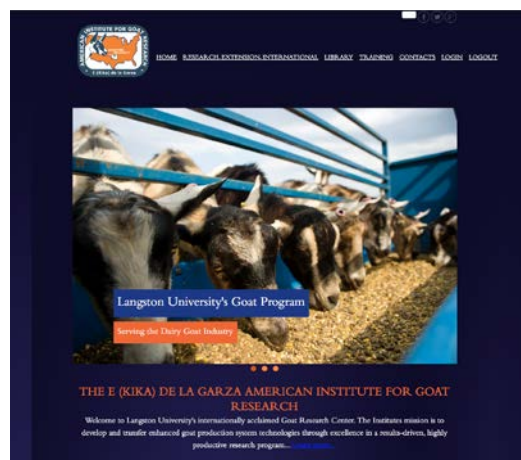 AMERICAN INSTITUTE FOR GOAT RESEARCH
E (Kika) de la Garza
HOME RESEARCH, EXTENSION, INTERNATIONAL LIBRARY TRAINING CONTACTS LOGIN LOGOUT
Langston University's Goat Program
Serving the Dairy Goat Industry
THE E (KIKA) DE LA GARZA AMERICAN INSTITUTE FOR GOAT
RESEARCH
Welcome to Langston University's internationally acclaimed Goat Research Center. The Institutes mission is to
develop and transfer enhanced goat production system technologies through excellence in a results-driven, highly
productive research program...